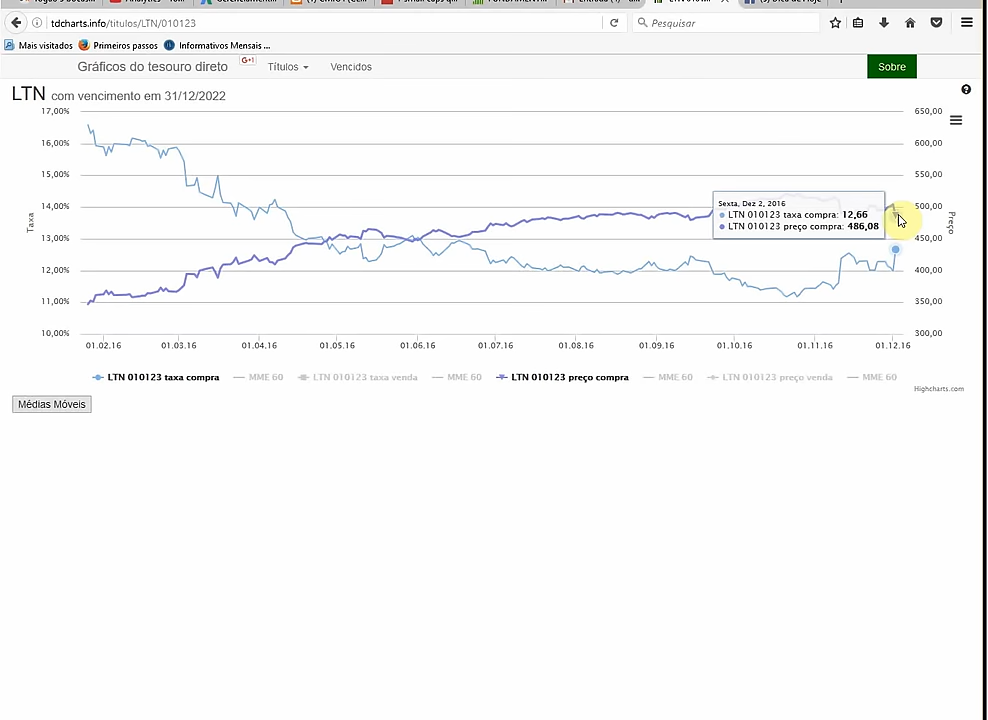 tdcharts.info/titulos/LTN/010123
Pesquisar
Mais visitados Primeiros passos Informativos Mensais ...
Gráficos do tesouro direto G+1 Títulos Vencidos Sobre
LTN com vencimento em 31/12/2022
17,00% 650,00
16,00% 600,00
15,00% 550,00
14,00% 500,00
13,00% 450,00
12,00% 400,00
11,00% 350,00
10,00% 300,00
Taxa
Preço
Sexta, Dez 2, 2016
LTN 010123 taxa compra: 12,66
LTN 010123 preço compra: 486,08
01.02.16 01.03.16 01.04.16 01.05.16 01.06.16 01.07.16 01.08.16 01.09.16 01.10.16 01.11.16 01.12.16
LTN 010123 taxa compra MME 60 LTN 010123 taxa venda MME 60 LTN 010123 preço compra MME 60 LTN 010123 preço venda MME 60
Highcharts.com
Médias Móveis